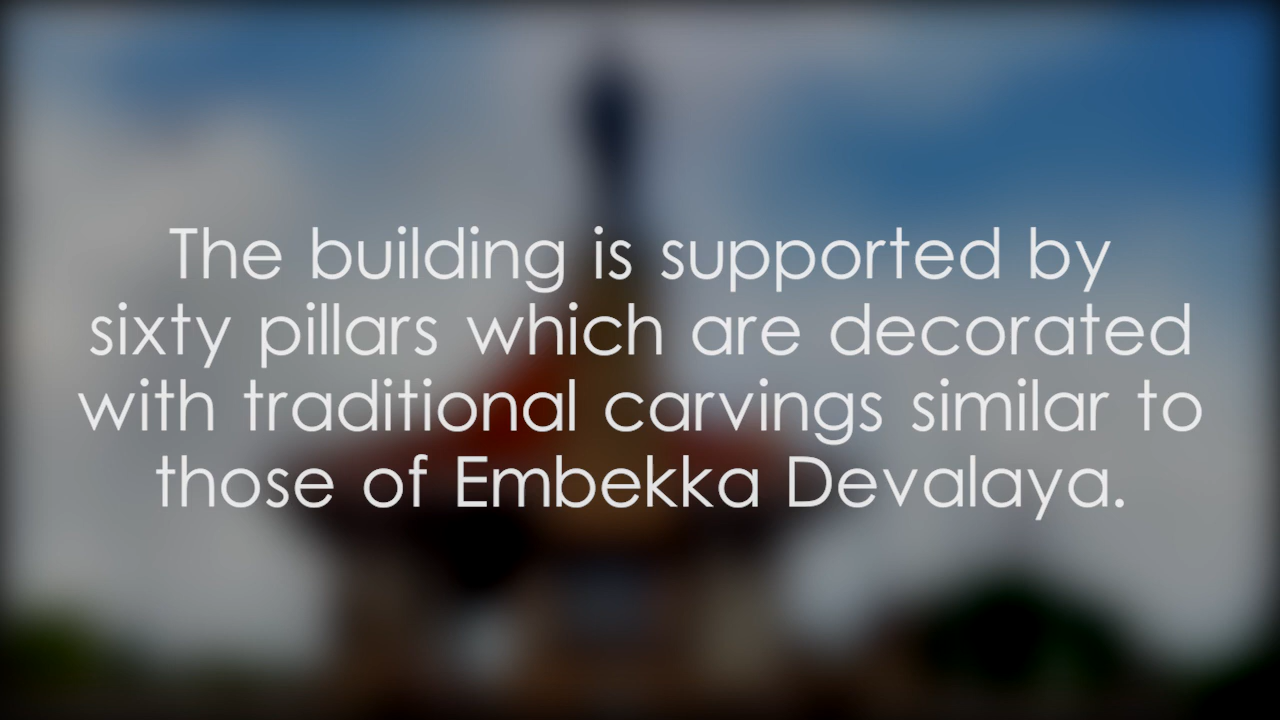 The building is supported by
sixty pillars which are decorated
with traditional carvings similar to
those of Embekka Devalaya.